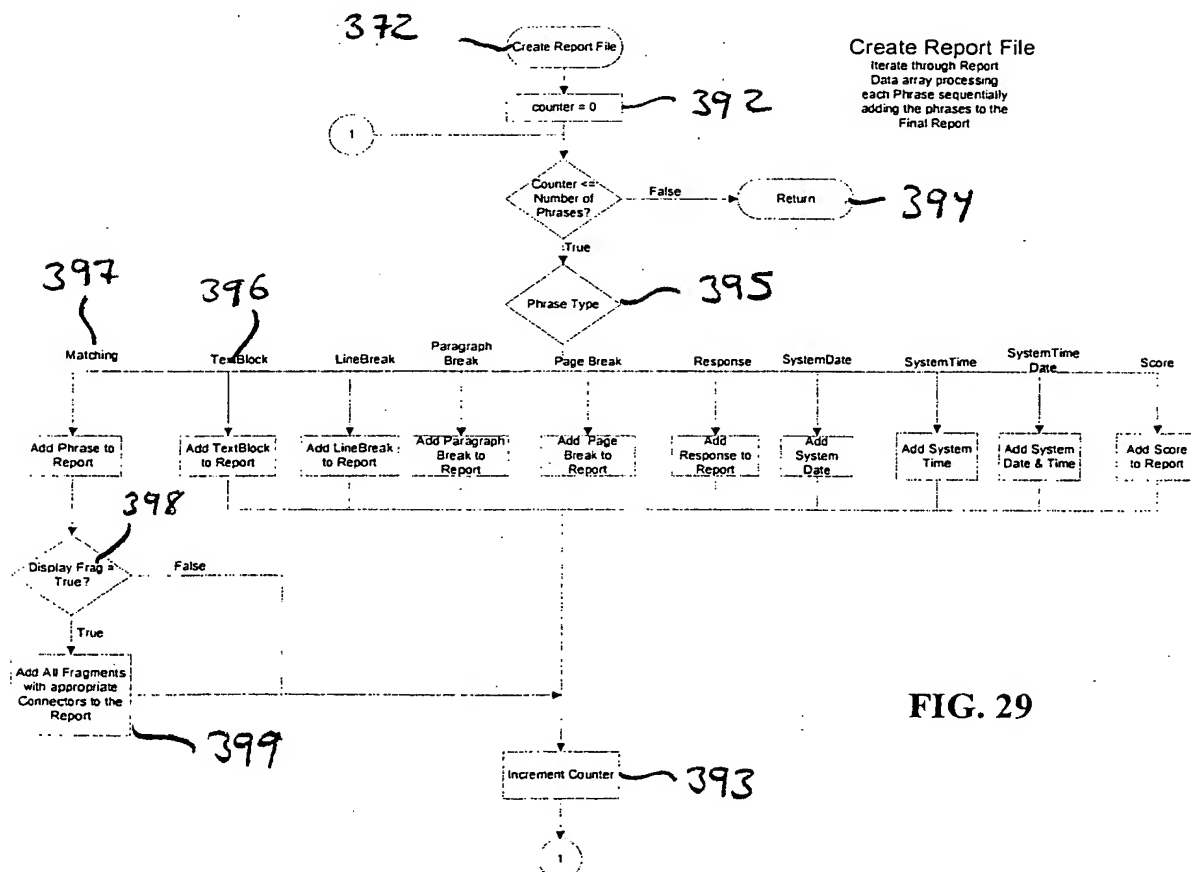 372
Create Report File
Create Report File
Iterate through Report
Data array processing
each Phrase sequentially
adding the phrases to the
Final Report
counter = 0
392
1
Counter <=
Number of
Phrases?
False
Return
394
True
Phrase Type
395
397
396
Matching
TextBlock
LineBreak
Paragraph
Break
Page Break
Response
SystemDate
SystemTime
SystemTime
Date
Score
Add Phrase to
Report
Add TextBlock
to Report
Add LineBreak
to Report
Add Paragraph
Break to
Report
Add Page
Break to
Report
Add
Response to
Report
Add
System
Date
Add System
Time
Add System
Date & Time
Add Score
to Report
398
Display Frag =
True?
False
True
Add All Fragments
with appropriate
Connectors to the
Report
399
FIG. 29
Increment Counter
393
1